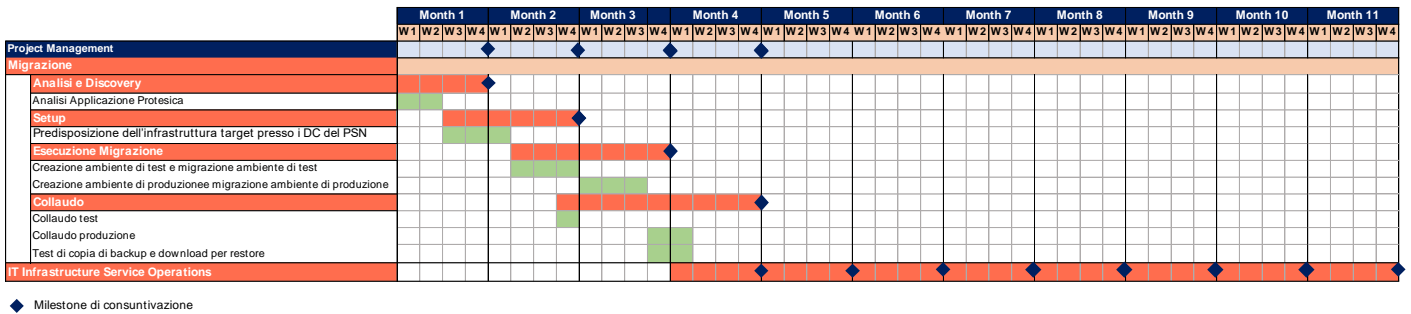 Month 1 Month 2 Month 3 Month 4 Month 5 Month 6 Month 7 Month 8 Month 9 Month 10 Month 11
W1 W2 W3 W4 W1 W2 W3 W4 W1 W2 W3 W4 W1 W2 W3 W4 W1 W2 W3 W4 W1 W2 W3 W4 W1 W2 W3 W4 W1 W2 W3 W4 W1 W2 W3 W4 W1 W2 W3 W4 W1 W2 W3 W4
Project Management
Migrazione
Analisi e Discovery
Analisi Applicazione Protesica
Setup
Predisposizione dell'infrastruttura target presso i DC del PSN
Esecuzione Migrazione
Creazione ambiente di test e migrazione ambiente di test
Creazione ambiente di produzionee migrazione ambiente di produzione
Collaudo
Collaudo test
Collaudo produzione
Test di copia di backup e download per restore
IT Infrastructure Service Operations
Milestone di consuntivazione